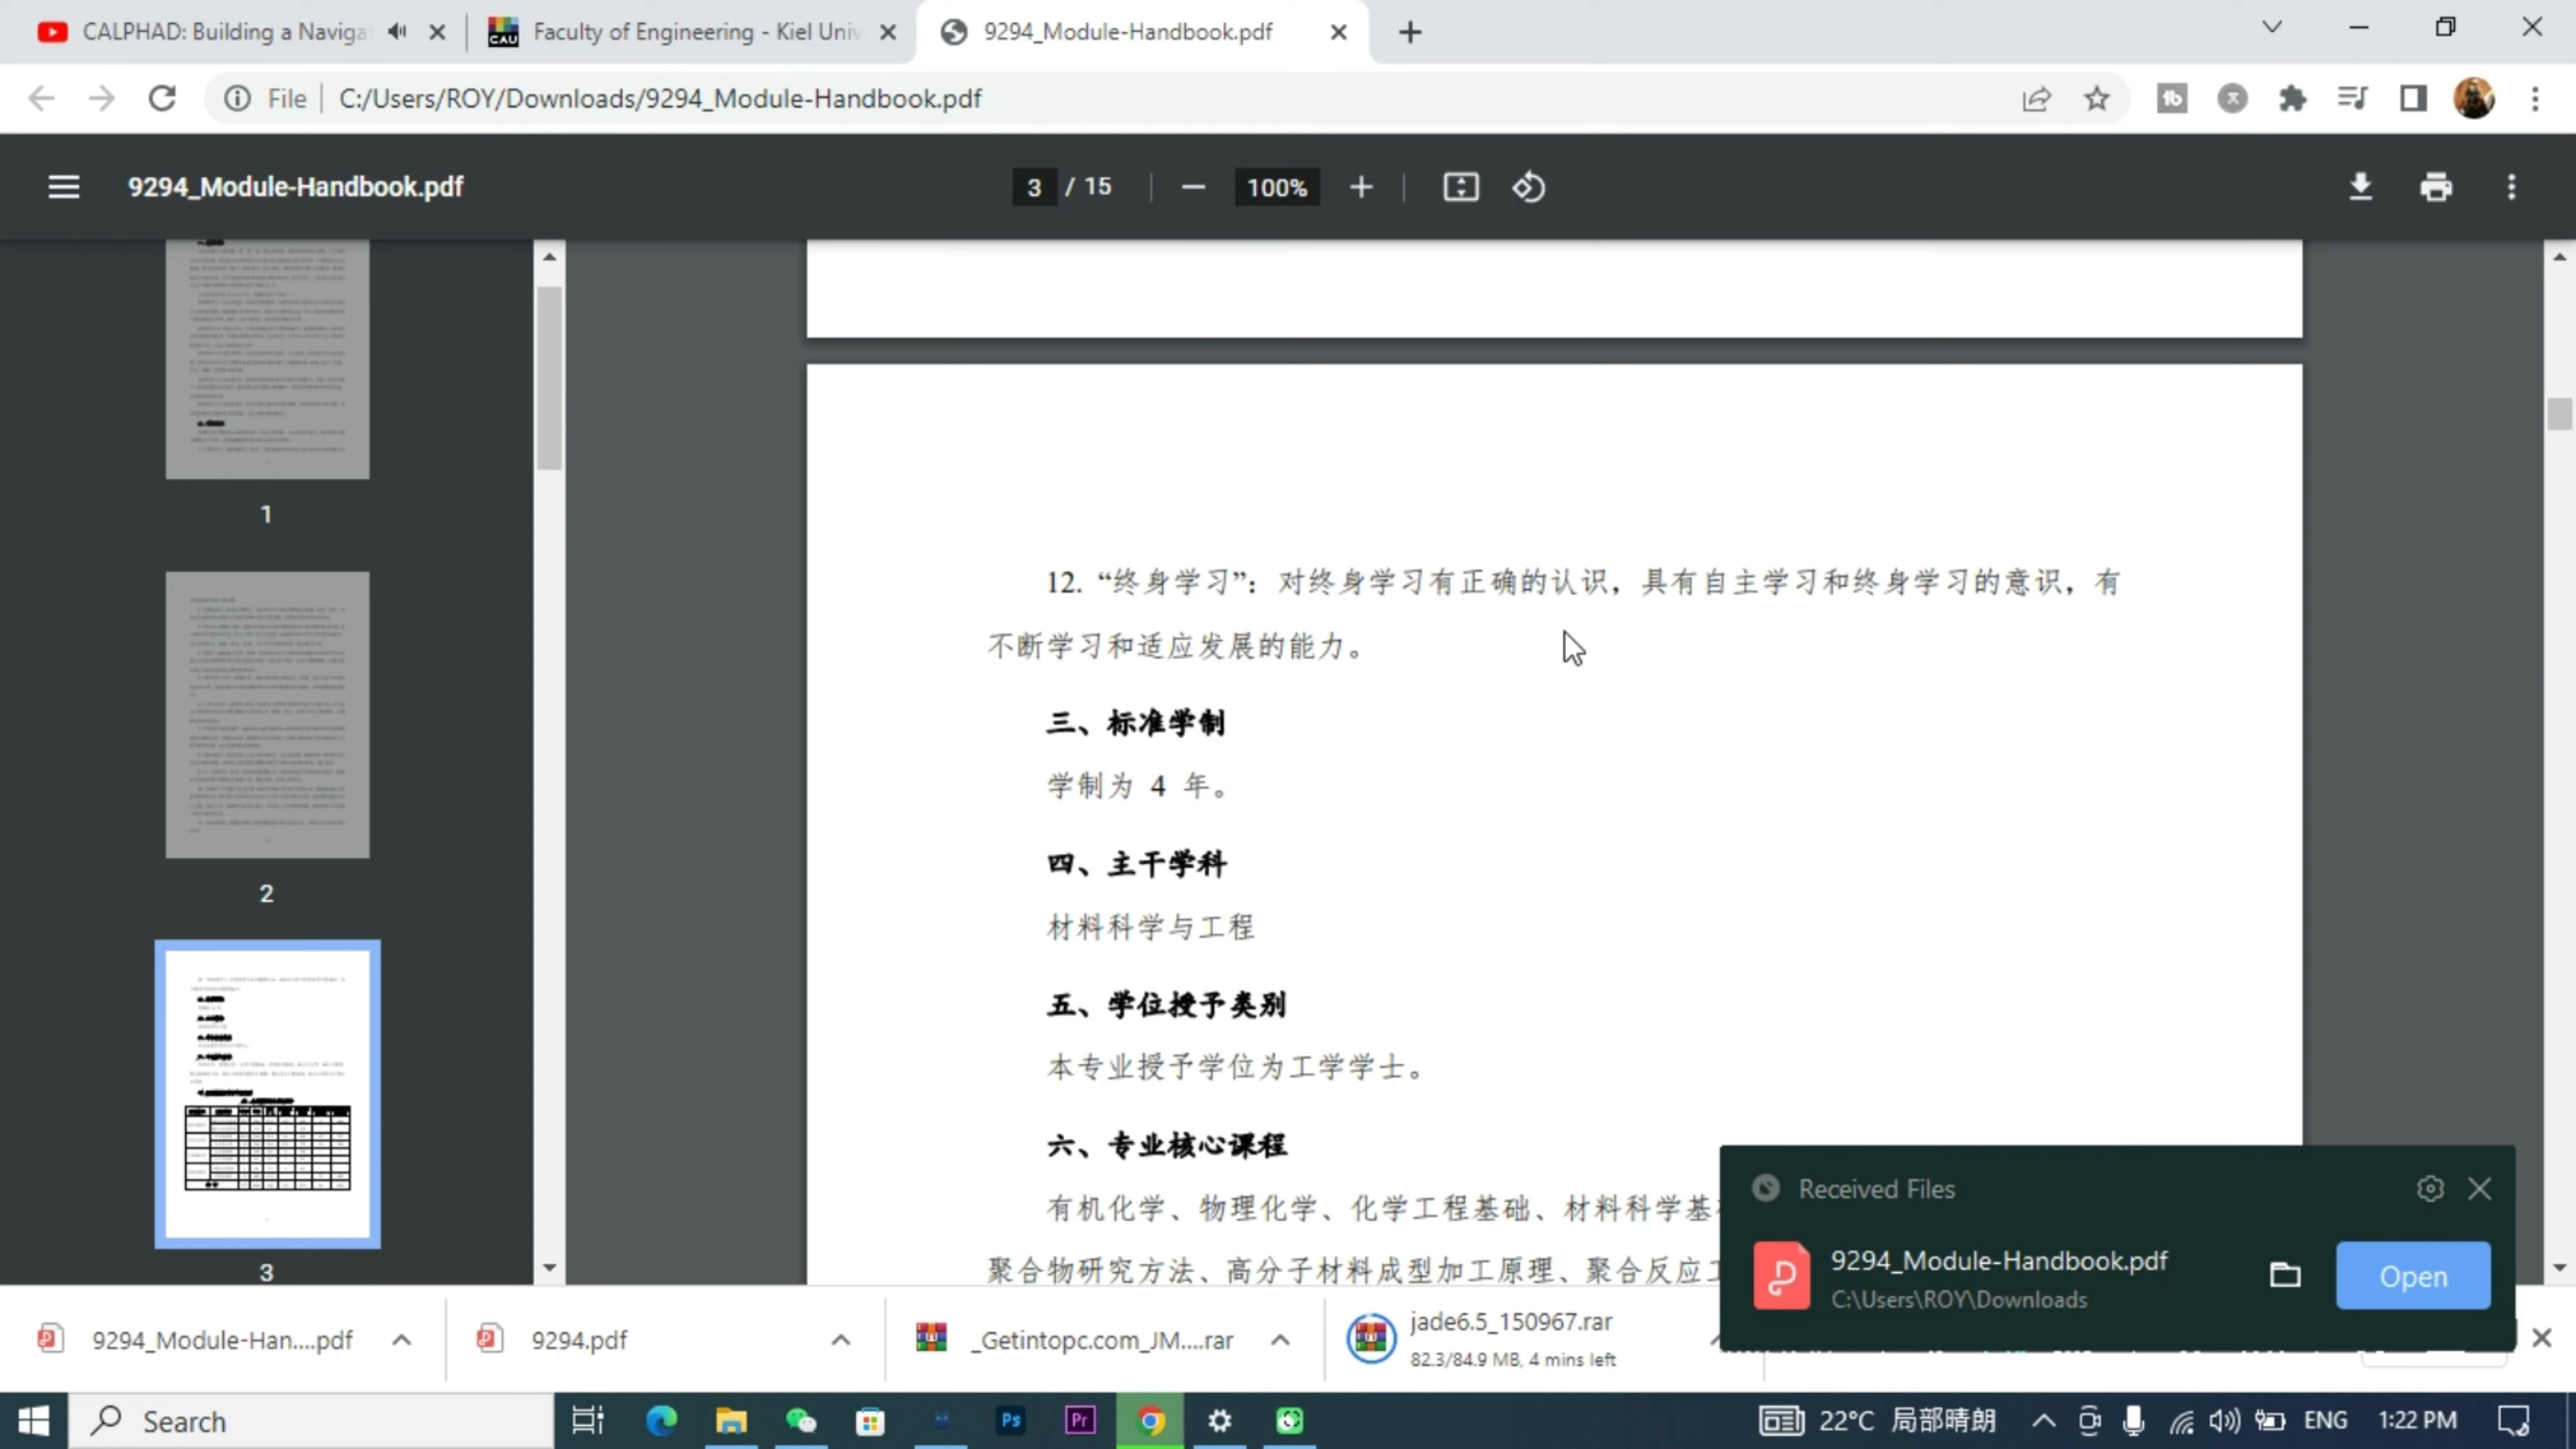 CALPHAD: Building a Naviga
Faculty of Engineering - Kiel Univ
9294_Module-Handbook.pdf
File
C:/Users/ROY/Downloads/9294_Module-Handbook.pdf
9294_Module-Handbook.pdf
3 / 15
100%
1
2
3
12. “终身学习”：对终身学习有正确的认识，具有自主学习和终身学习的意识，有
不断学习和适应发展的能力。
三、标准学制
学制为 4 年。
四、主干学科
材料科学与工程
五、学位授予类别
本专业授予学位为工学学士。
六、专业核心课程
有机化学、物理化学、化学工程基础、材料科学基
聚合物研究方法、高分子材料成型加工原理、聚合反应工
Received Files
9294_Module-Handbook.pdf
C:\Users\ROY\Downloads
Open
9294_Module-Han....pdf
9294.pdf
_Getintopc.com_JM....rar
jade6.5_150967.rar
82.3/84.9 MB, 4 mins left
Search
Ps
Pr
22°C 局部晴朗
ENG
1:22 PM